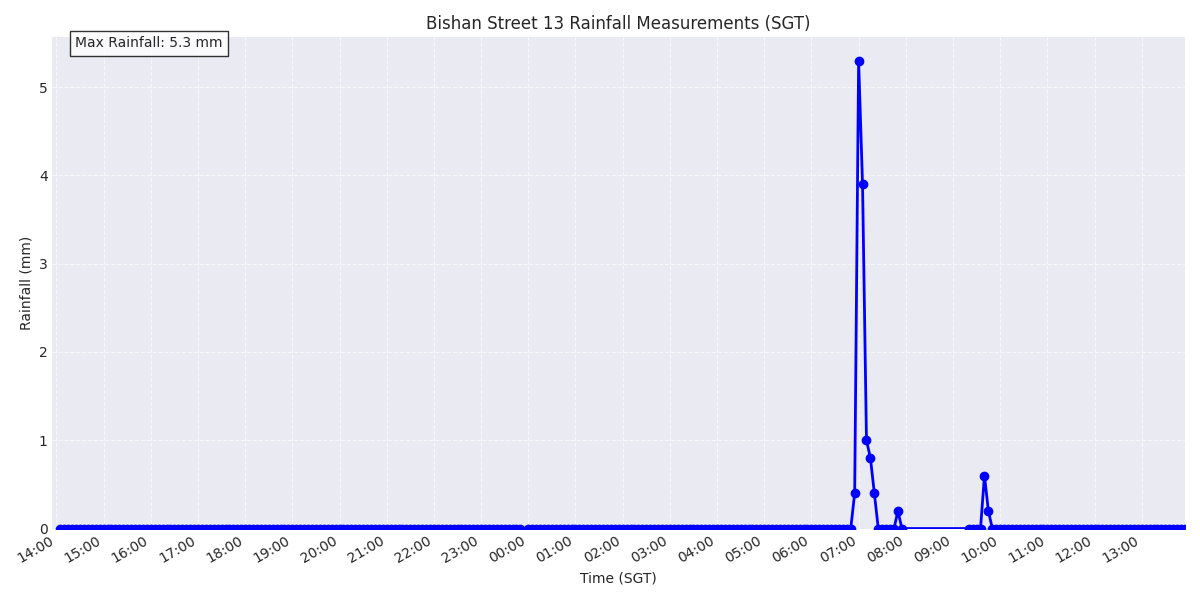 Bishan Street 13 Rainfall Measurements (SGT)
Max Rainfall: 5.3 mm
Rainfall (mm)
5
4
3
2
1
0
14:00 15:00 16:00 17:00 18:00 19:00 20:00 21:00 22:00 23:00 00:00 01:00 02:00 03:00 04:00 05:00 06:00 07:00 08:00 09:00 10:00 11:00 12:00 13:00
Time (SGT)